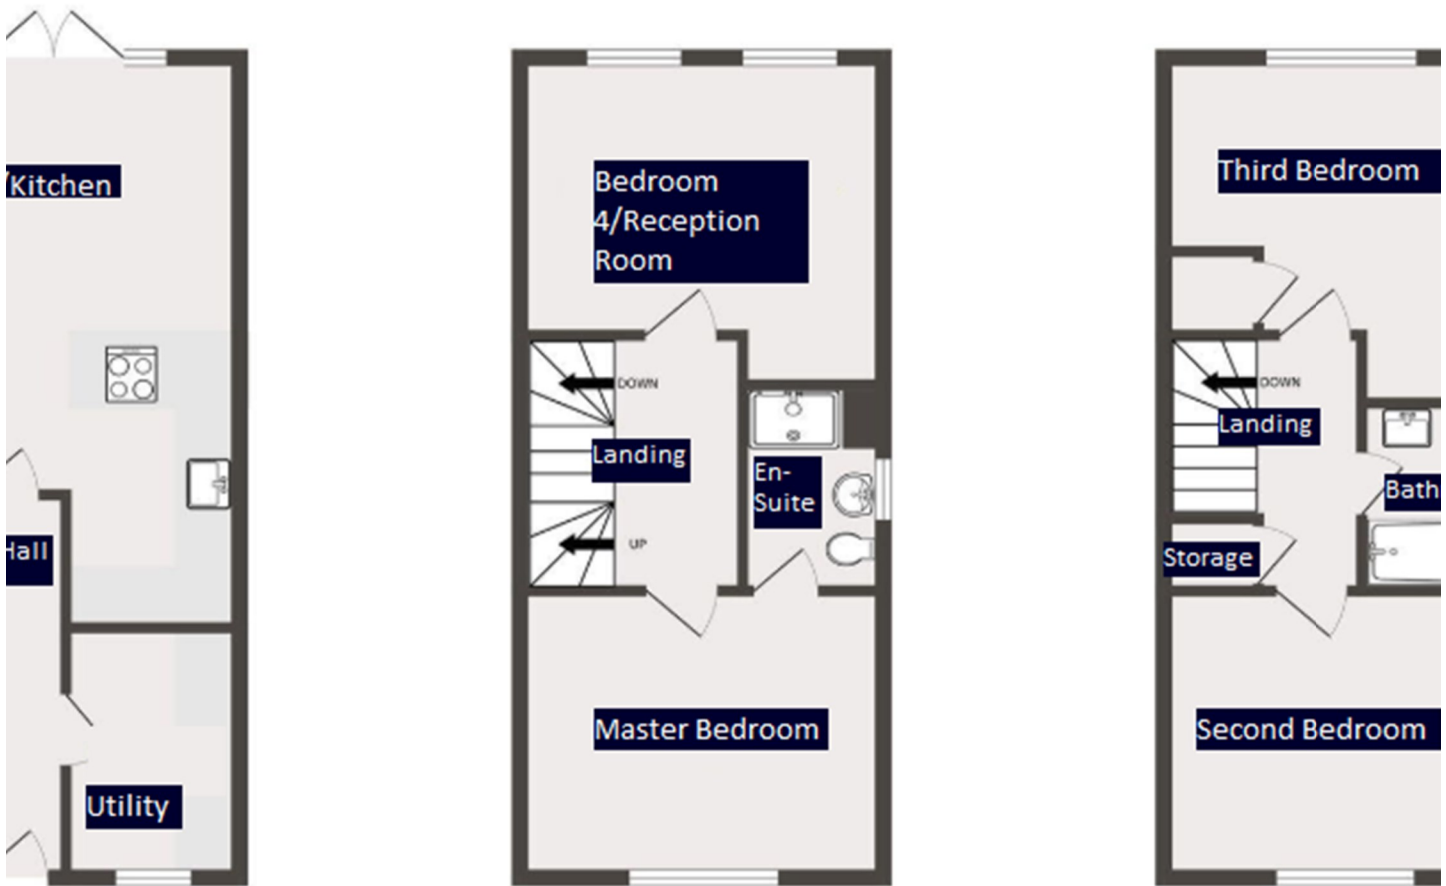 /Kitchen
Hall
Utility
Bedroom
4/Reception
Room
DOWN
Landing
En-
Suite
UP
Master Bedroom
Third Bedroom
DOWN
Landing
Bath
Storage
Second Bedroom